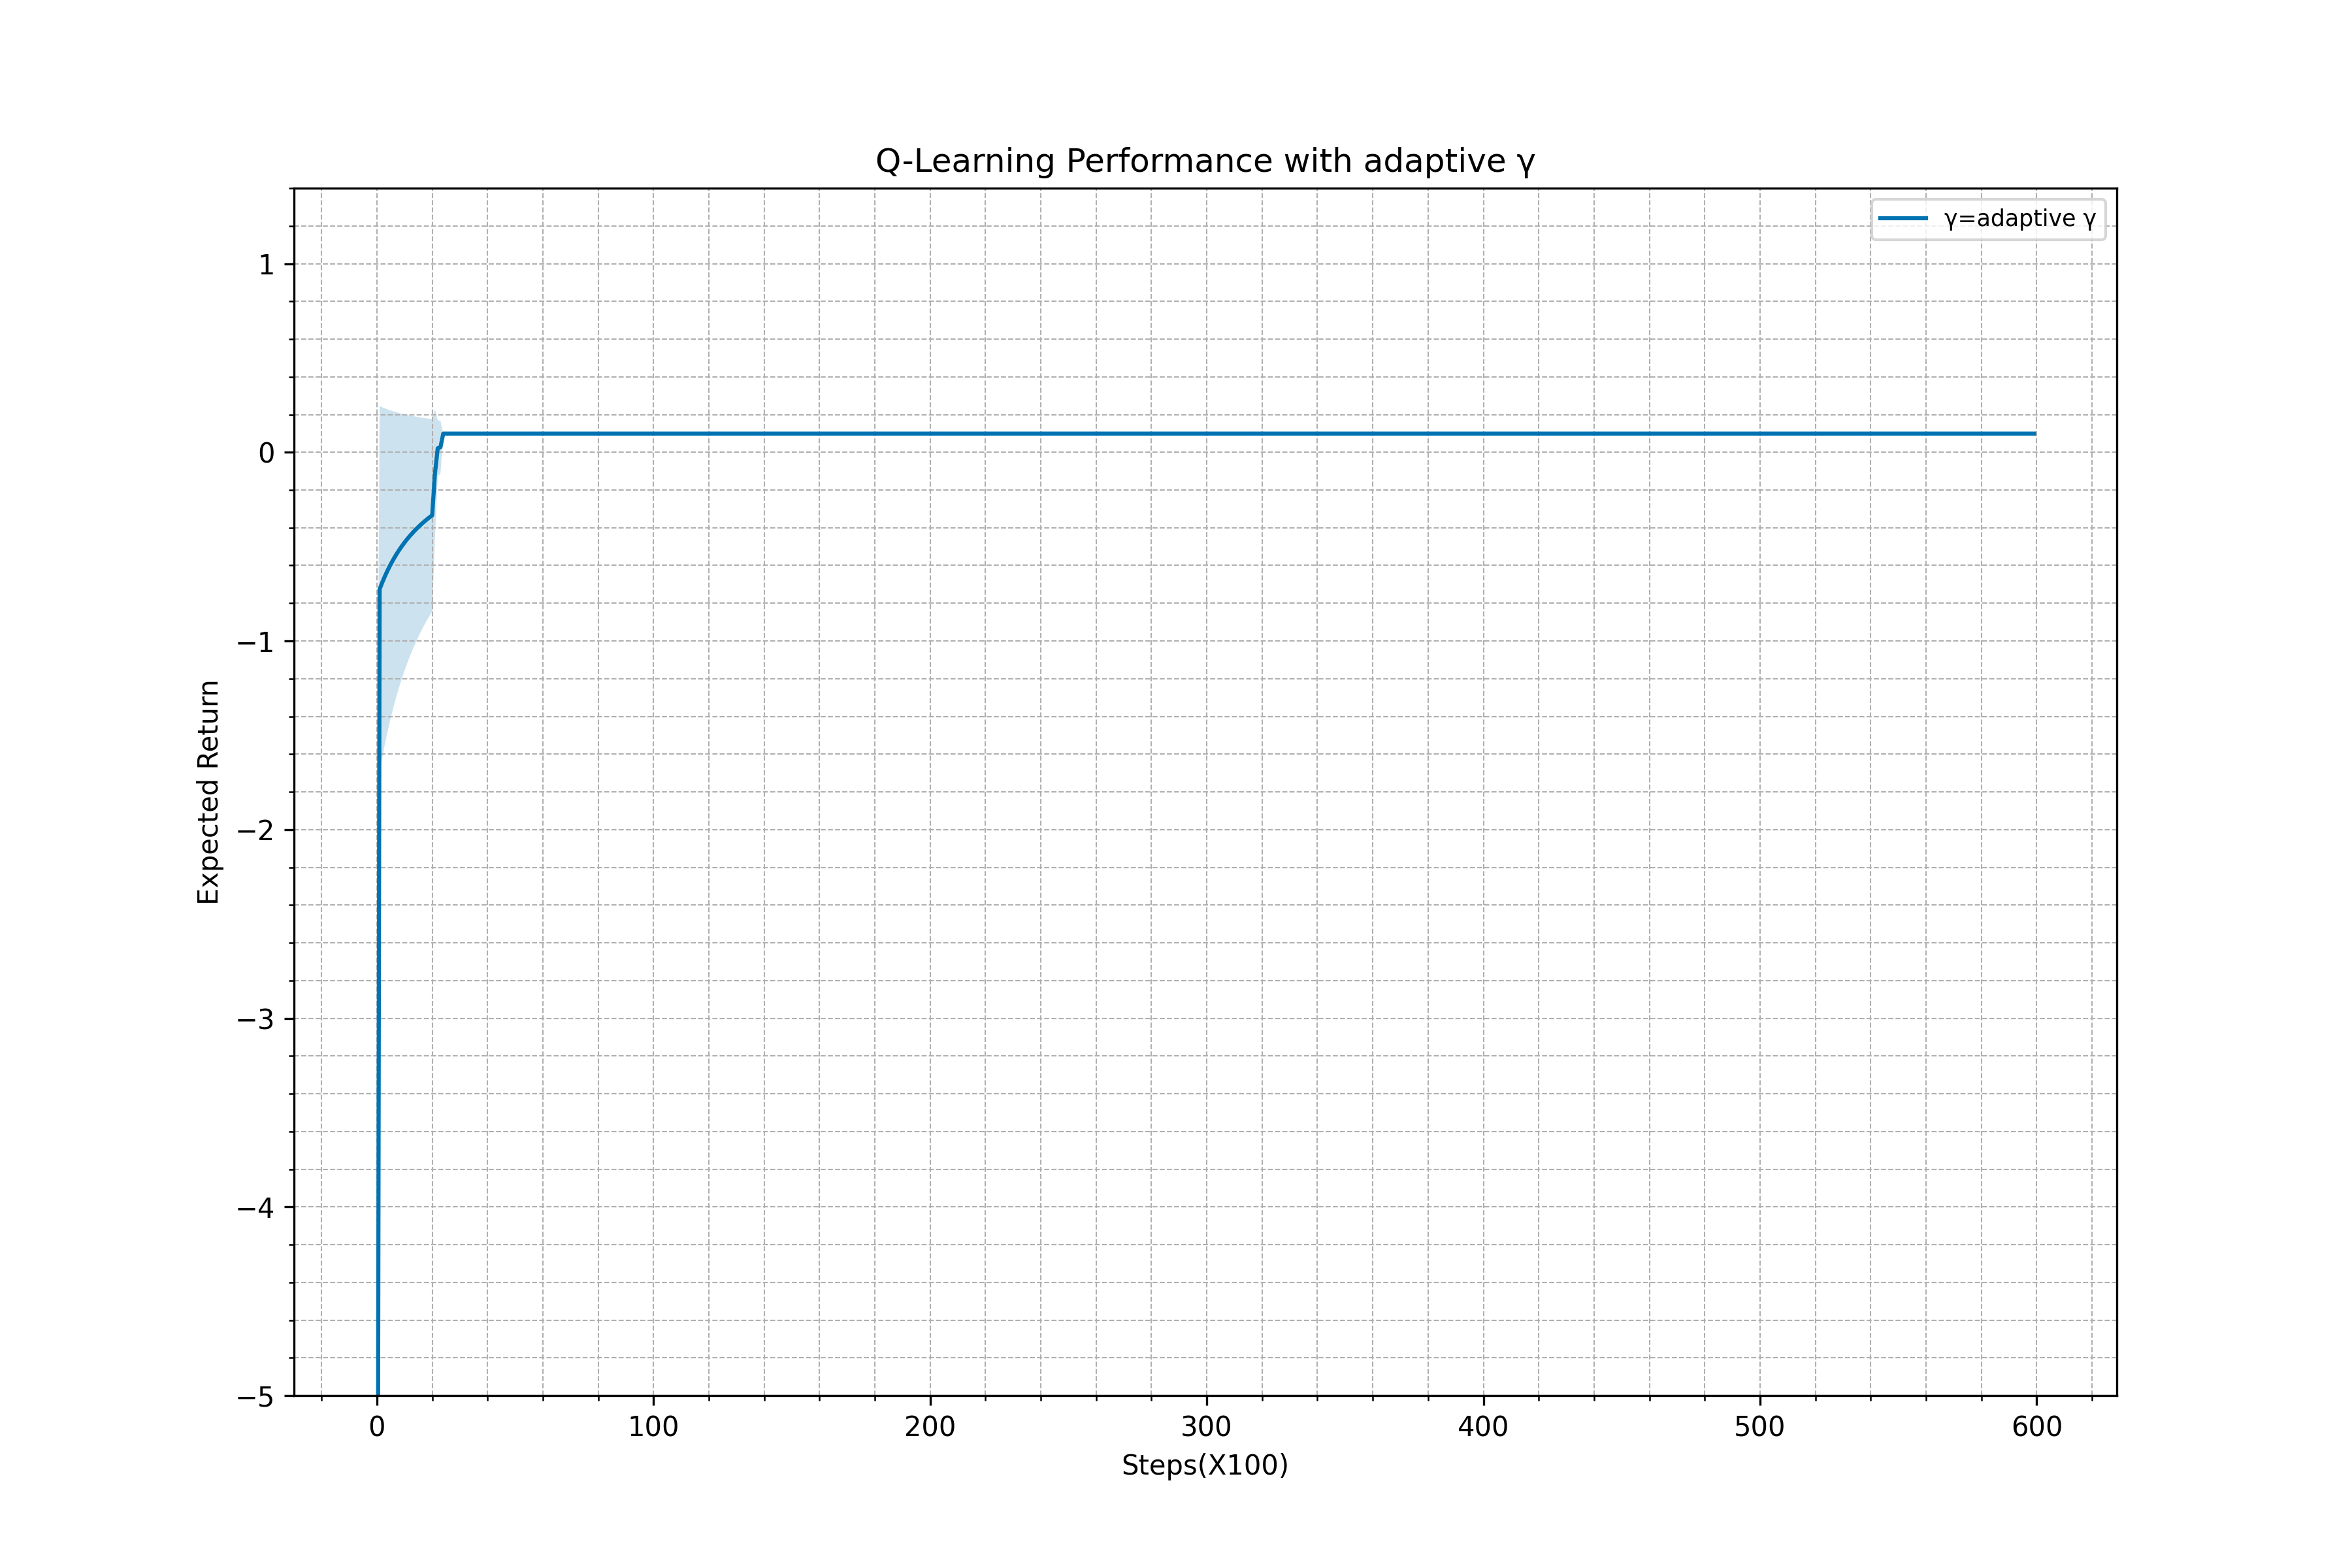 Q-Learning Performance with adaptive γ
γ=adaptive γ
1
0
−1
−2
−3
−4
−5
Expected Return
0 100 200 300 400 500 600
Steps(X100)